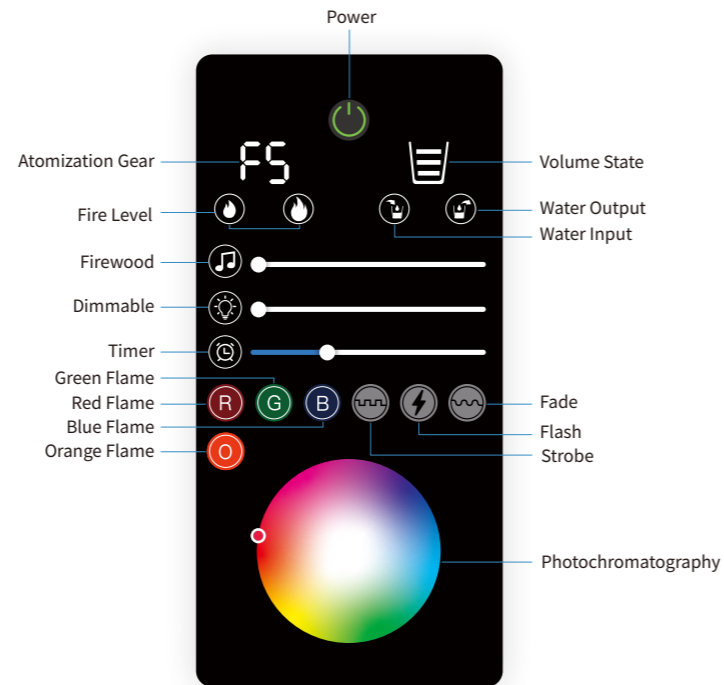 Power
Atomization Gear
F5
Volume State
Fire Level
Water Output
Water Input
Firewood
Dimmable
Timer
Green Flame
Red Flame
Blue Flame
Orange Flame
R
G
B
O
Fade
Flash
Strobe
Photochromatography